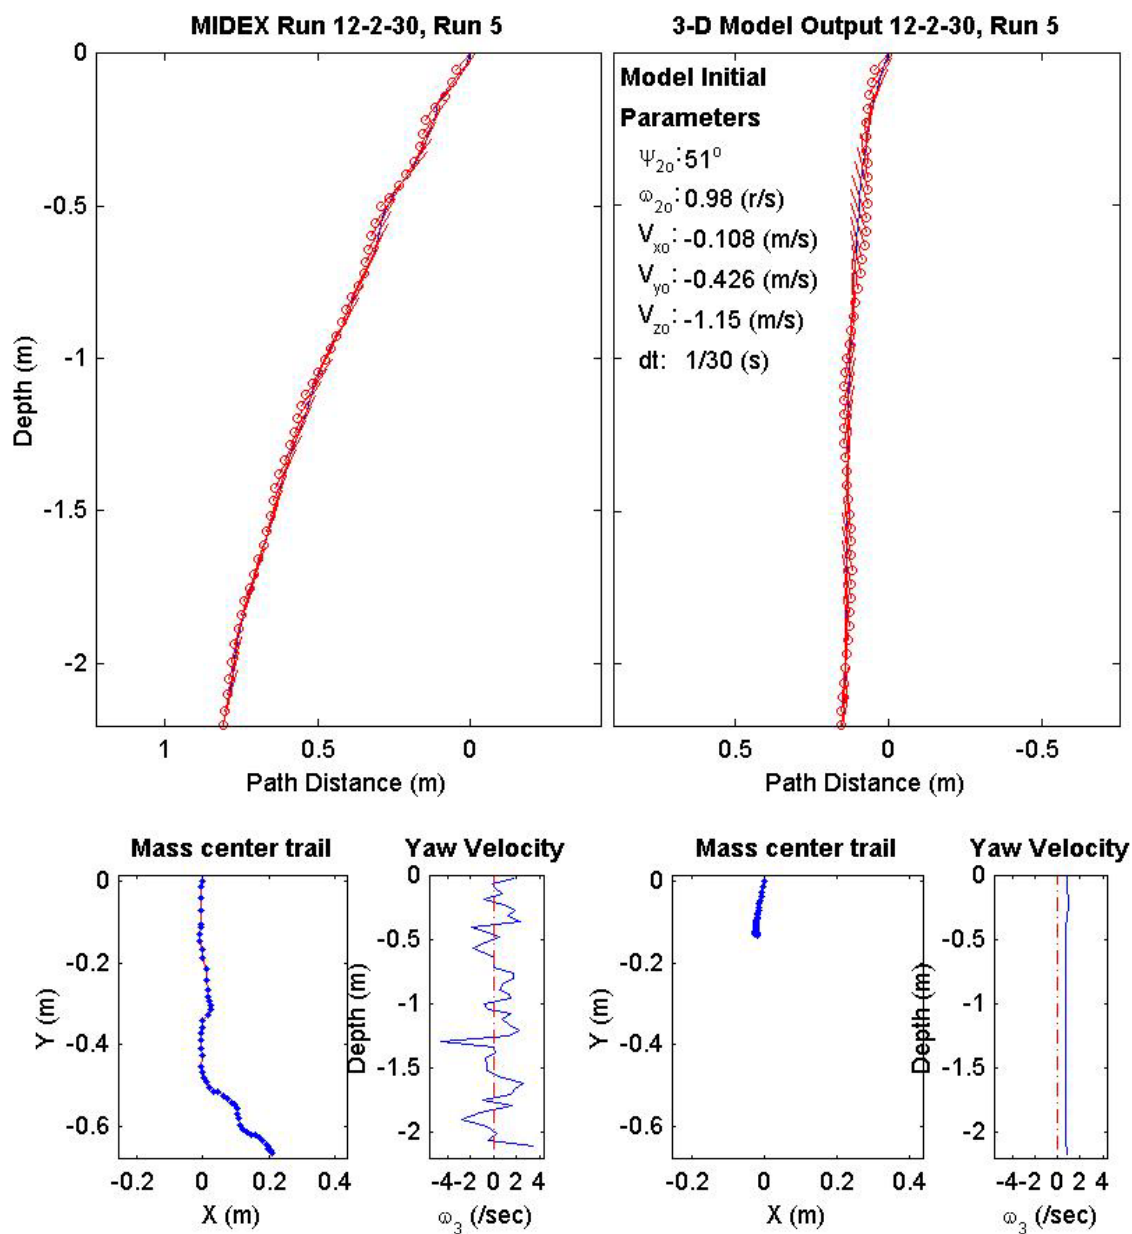 MIDEX Run 12-2-30, Run 5
3-D Model Output 12-2-30, Run 5
0
-0.5
-1
-1.5
-2
Depth (m)
1
0.5
0
Path Distance (m)
Model Initial
Parameters
Ψ2o: 51o
ω2o: 0.98 (r/s)
Vxo: -0.108 (m/s)
Vyo: -0.426 (m/s)
Vzo: -1.15 (m/s)
dt: 1/30 (s)
0.5
0
-0.5
Path Distance (m)
Mass center trail
0
-0.2
-0.4
-0.6
Y (m)
-0.2
0
0.2
0.4
X (m)
Yaw Velocity
0
-0.5
-1
-1.5
-2
Depth (m)
-4-2 0 2 4
ω3 (/sec)
Mass center trail
0
-0.2
-0.4
-0.6
Y (m)
-0.2
0
0.2
0.4
X (m)
Yaw Velocity
0
-0.5
-1
-1.5
-2
Depth (m)
-4-2 0 2 4
ω3 (/sec)